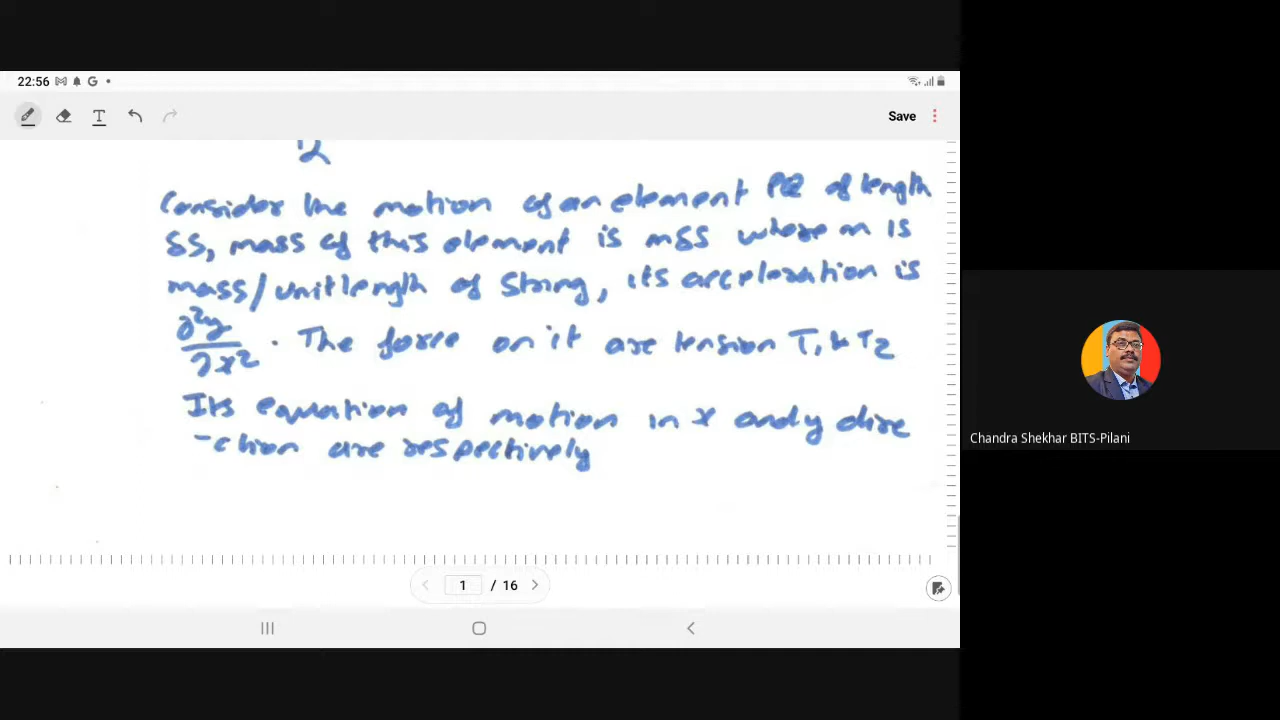 22:56
Save
12
Consider the motion of an element PQ of length
δS, mass of this element is mδS where m is
mass/unit length of string, its acceleration is
∂²y/∂x² . The force on it are tension T₁ & T₂
Its equation of motion in x and y dire
-ction are respectively
1 / 16
Chandra Shekhar BITS-Pilani